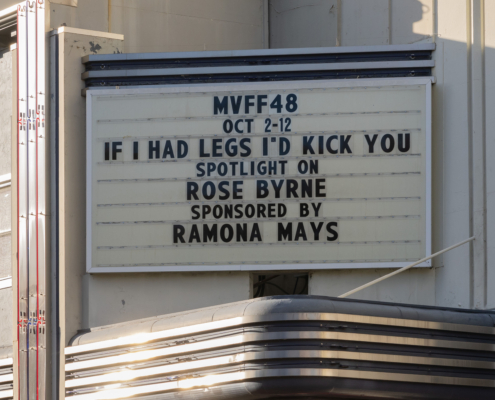 MVFF48
OCT 2-12
IF I HAD LEGS I'D KICK YOU
SPOTLIGHT ON
ROSE BYRNE
SPONSORED BY
RAMONA MAYS